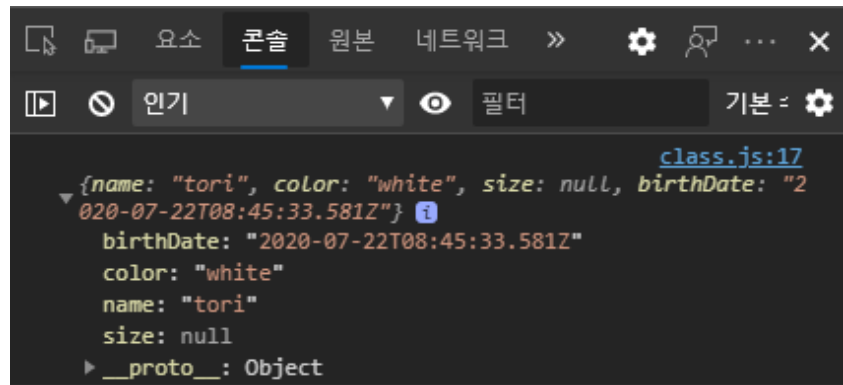 요소 콘솔 원본 네트워크 »
인기 필터 기본
class.js:17
{name: "tori", color: "white", size: null, birthDate: "2
020-07-22T08:45:33.581Z"} i
birthDate: "2020-07-22T08:45:33.581Z"
color: "white"
name: "tori"
size: null
__proto__: Object